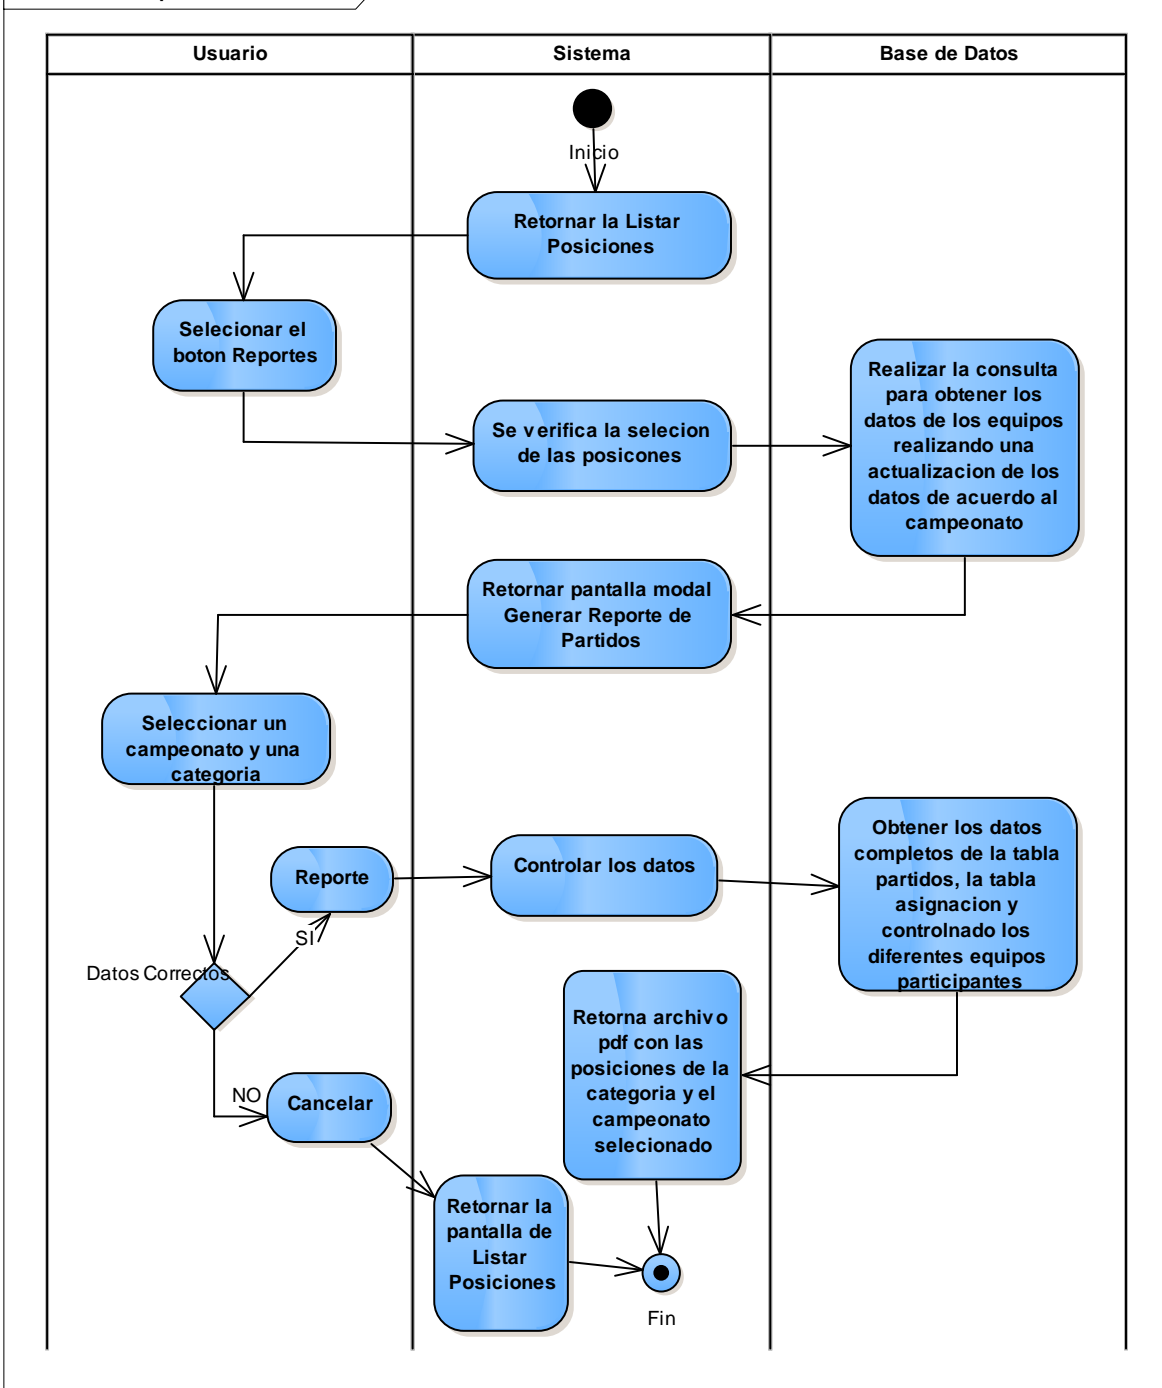 Usuario
Sistema
Base de Datos
Inicio
Retornar la Listar
Posiciones
Selecionar el
boton Reportes
Se verifica la selecion
de las posicones
Realizar la consulta
para obtener los
datos de los equipos
realizando una
actualizacion de los
datos de acuerdo al
campeonato
Retornar pantalla modal
Generar Reporte de
Partidos
Seleccionar un
campeonato y una
categoria
Reporte
Controlar los datos
Obtener los datos
completos de la tabla
partidos, la tabla
asignacion y
controlnado los
diferentes equipos
participantes
SI
Datos Correctos
Retorna archivo
pdf con las
posiciones de la
categoria y el
campeonato
selecionado
NO
Cancelar
Retornar la
pantalla de
Listar
Posiciones
Fin